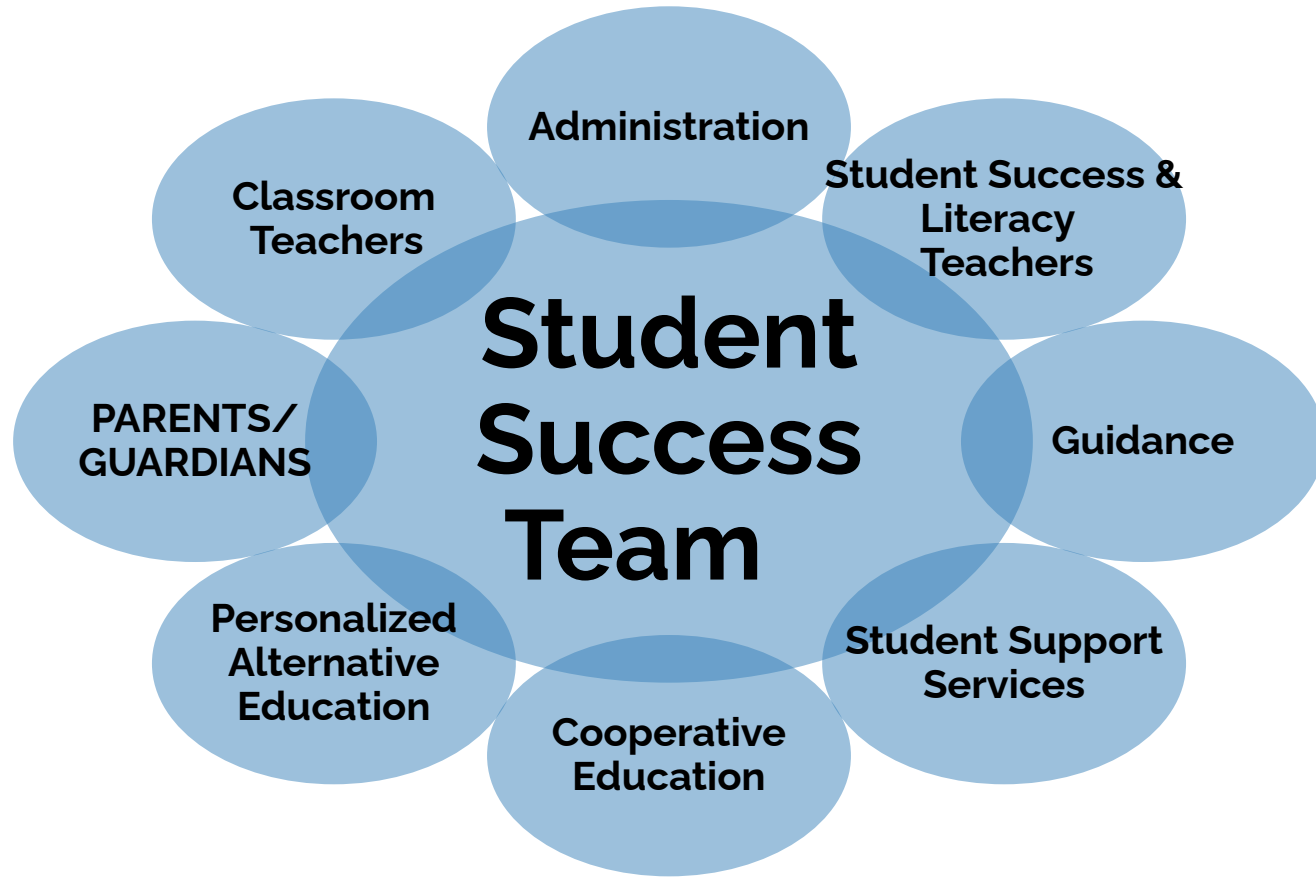 Administration
Student Success &
Literacy
Teachers
Guidance
Student Support
Services
Cooperative
Education
Personalized
Alternative
Education
PARENTS/
GUARDIANS
Classroom
Teachers
Student
Success
Team